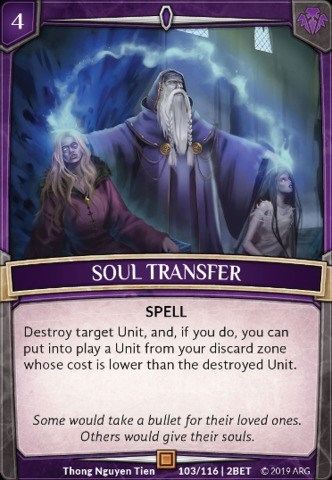 4
SOUL TRANSFER
SPELL
Destroy target Unit, and, if you do, you can
put into play a Unit from your discard zone
whose cost is lower than the destroyed Unit.
Some would take a bullet for their loved ones.
Others would give their souls.
Thong Nguyen Tien 103/116 | 2BET © 2019 ARG